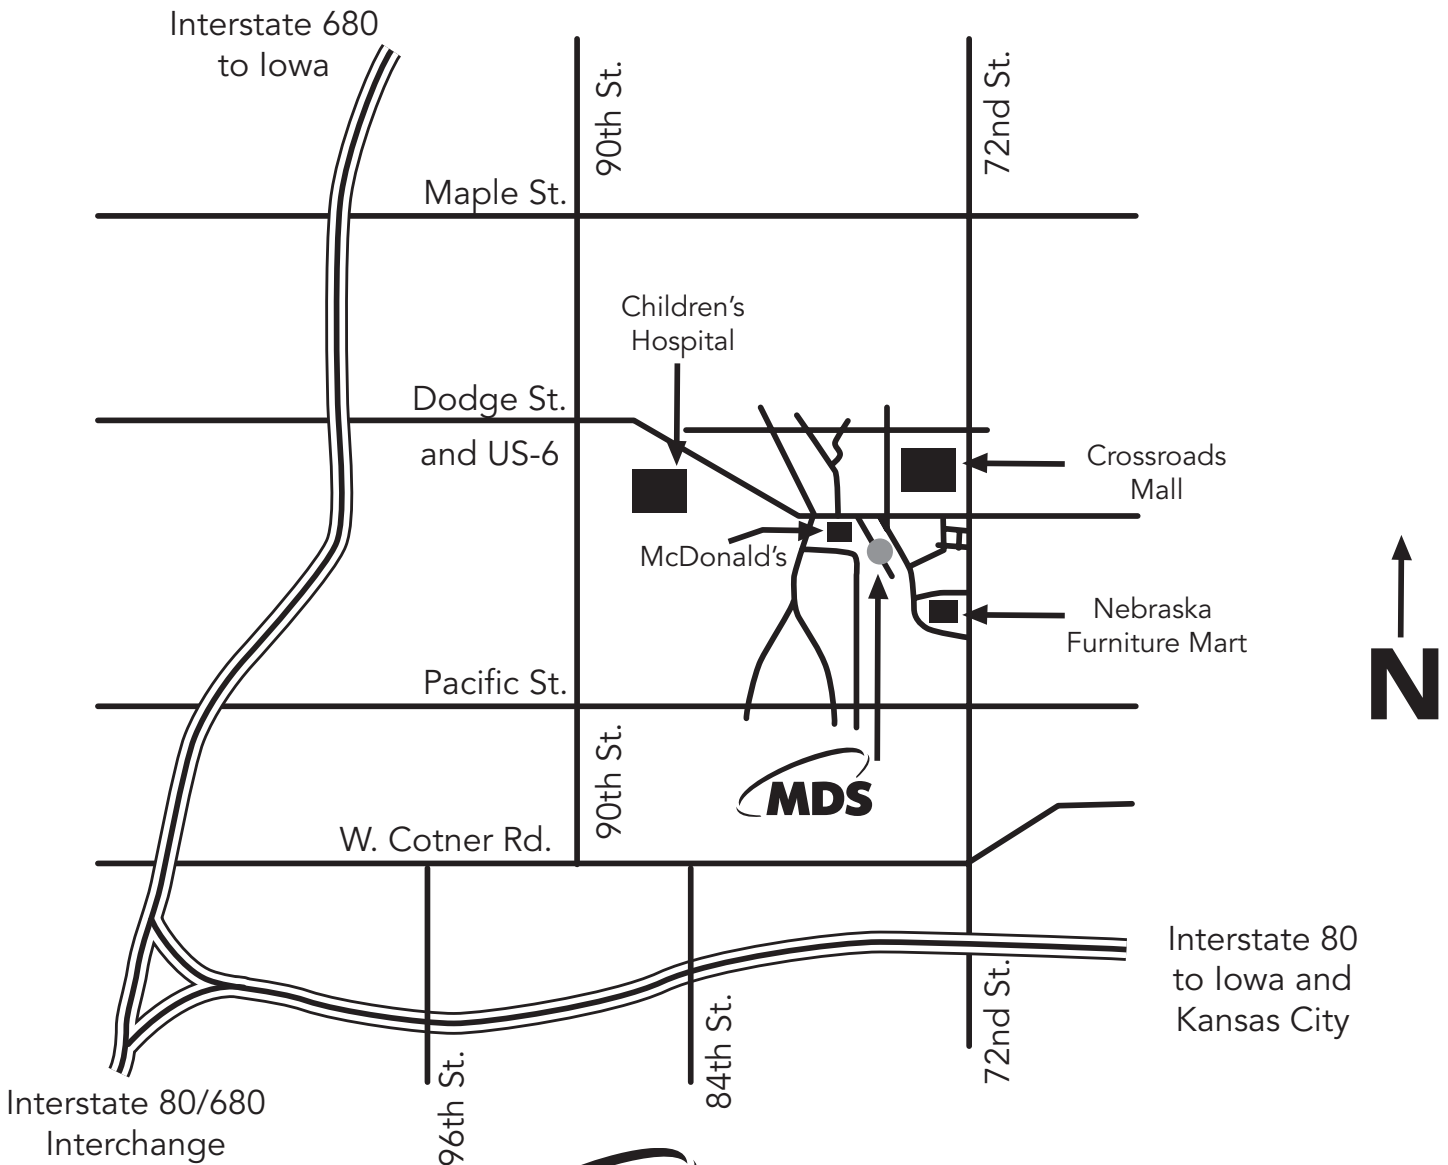 Interstate 680
to Iowa
90th St.
72nd St.
Maple St.
Children's
Hospital
Dodge St.
and US-6
Crossroads
Mall
McDonald's
Nebraska
Furniture Mart
N
Pacific St.
90th St.
MDS
W. Cotner Rd.
Interstate 80
to Iowa and
Kansas City
72nd St.
84th St.
96th St.
Interstate 80/680
Interchange